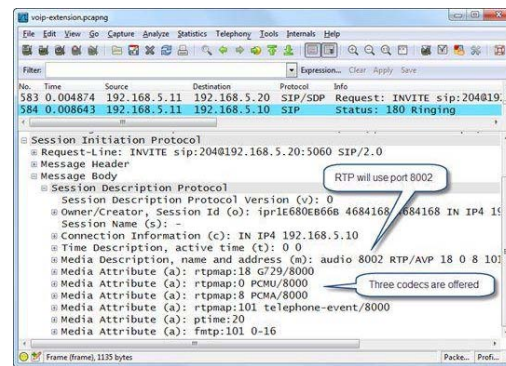 voip-extension.pcapng
File Edit View Go Capture Analyze Statistics Telephony Tools Internals Help
Filter: Expression... Clear Apply Save
No. Time Source Destination Protocol Info
583 0.004874 192.168.5.11 192.168.5.20 SIP/SDP Request: INVITE sip:204@192
584 0.008643 192.168.5.11 192.168.5.10 SIP Status: 180 Ringing
Session Initiation Protocol
Request-Line: INVITE sip:204@192.168.5.20:5060 SIP/2.0
Message Header
Message Body
RTP will use port 8002
Session Description Protocol
Session Description Protocol Version (v): 0
Owner/Creator, Session Id (o): ipr1E680EB66B 4684168 4684168 IN IP4 19
Session Name (s): -
Connection Information (c): IN IP4 192.168.5.10
Time Description, active time (t): 0 0
Media Description, name and address (m): audio 8002 RTP/AVP 18 0 8 101
Media Attribute (a): rtpmap:18 G729/8000
Media Attribute (a): rtpmap:0 PCMU/8000
Three codecs are offered
Media Attribute (a): rtpmap:8 PCMA/8000
Media Attribute (a): rtpmap:101 telephone-event/8000
Media Attribute (a): ptime:20
Media Attribute (a): fmtp:101 0-16
Frame (frame), 1135 bytes Packe... Profi...